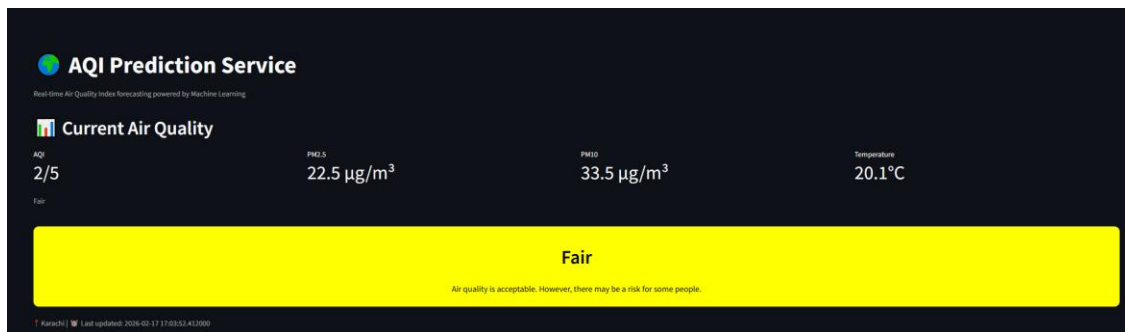 AQI Prediction Service
Real-time Air Quality Index forecasting powered by Machine Learning
Current Air Quality
AQI
2/5
Fair
PM2.5
22.5 µg/m³
PM10
33.5 µg/m³
Temperature
20.1°C
Fair
Air quality is acceptable. However, there may be a risk for some people.
Karachi | Last updated: 2026-02-17 17:03:52.412000